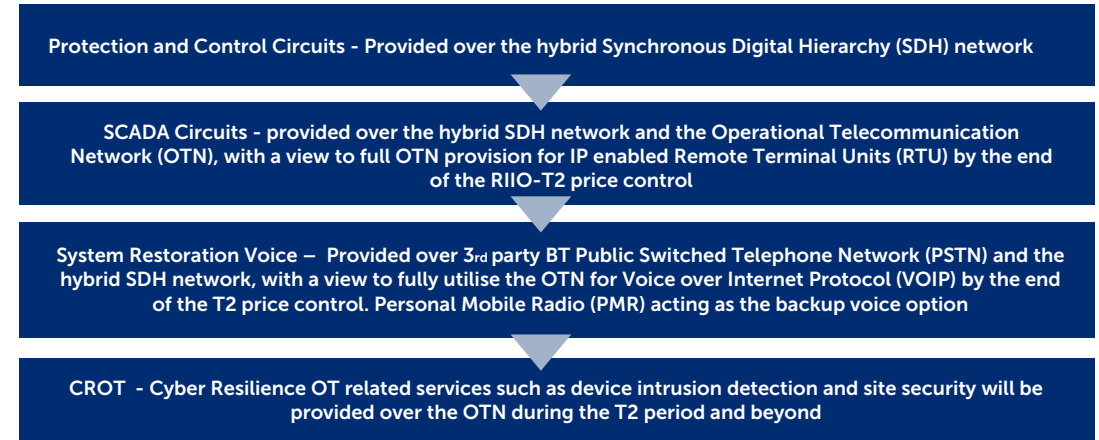 Protection and Control Circuits - Provided over the hybrid Synchronous Digital Hierarchy (SDH) network
SCADA Circuits - provided over the hybrid SDH network and the Operational Telecommunication
Network (OTN), with a view to full OTN provision for IP enabled Remote Terminal Units (RTU) by the end
of the RIIO-T2 price control
System Restoration Voice – Provided over 3rd party BT Public Switched Telephone Network (PSTN) and the
hybrid SDH network, with a view to fully utilise the OTN for Voice over Internet Protocol (VOIP) by the end
of the T2 price control. Personal Mobile Radio (PMR) acting as the backup voice option
CROT - Cyber Resilience OT related services such as device intrusion detection and site security will be
provided over the OTN during the T2 period and beyond